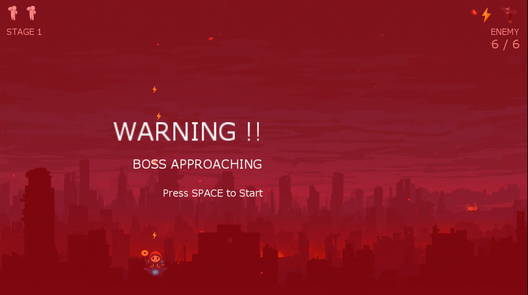 STAGE 1
ENEMY
6 / 6
WARNING !!
BOSS APPROACHING
Press SPACE to Start